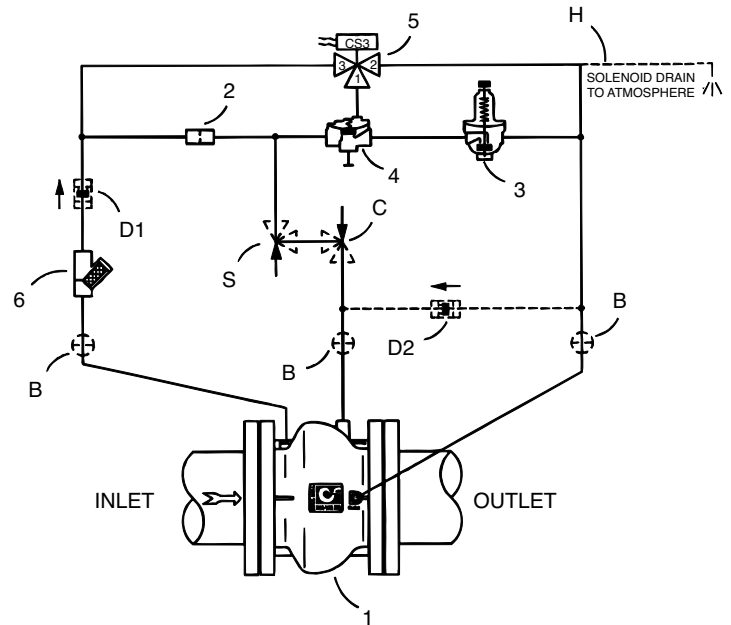 5
H
CS3
3
2
1
SOLENOID DRAIN
TO ATMOSPHERE
2
4
3
D1
C
S
6
B
B
D2
B
INLET
OUTLET
1